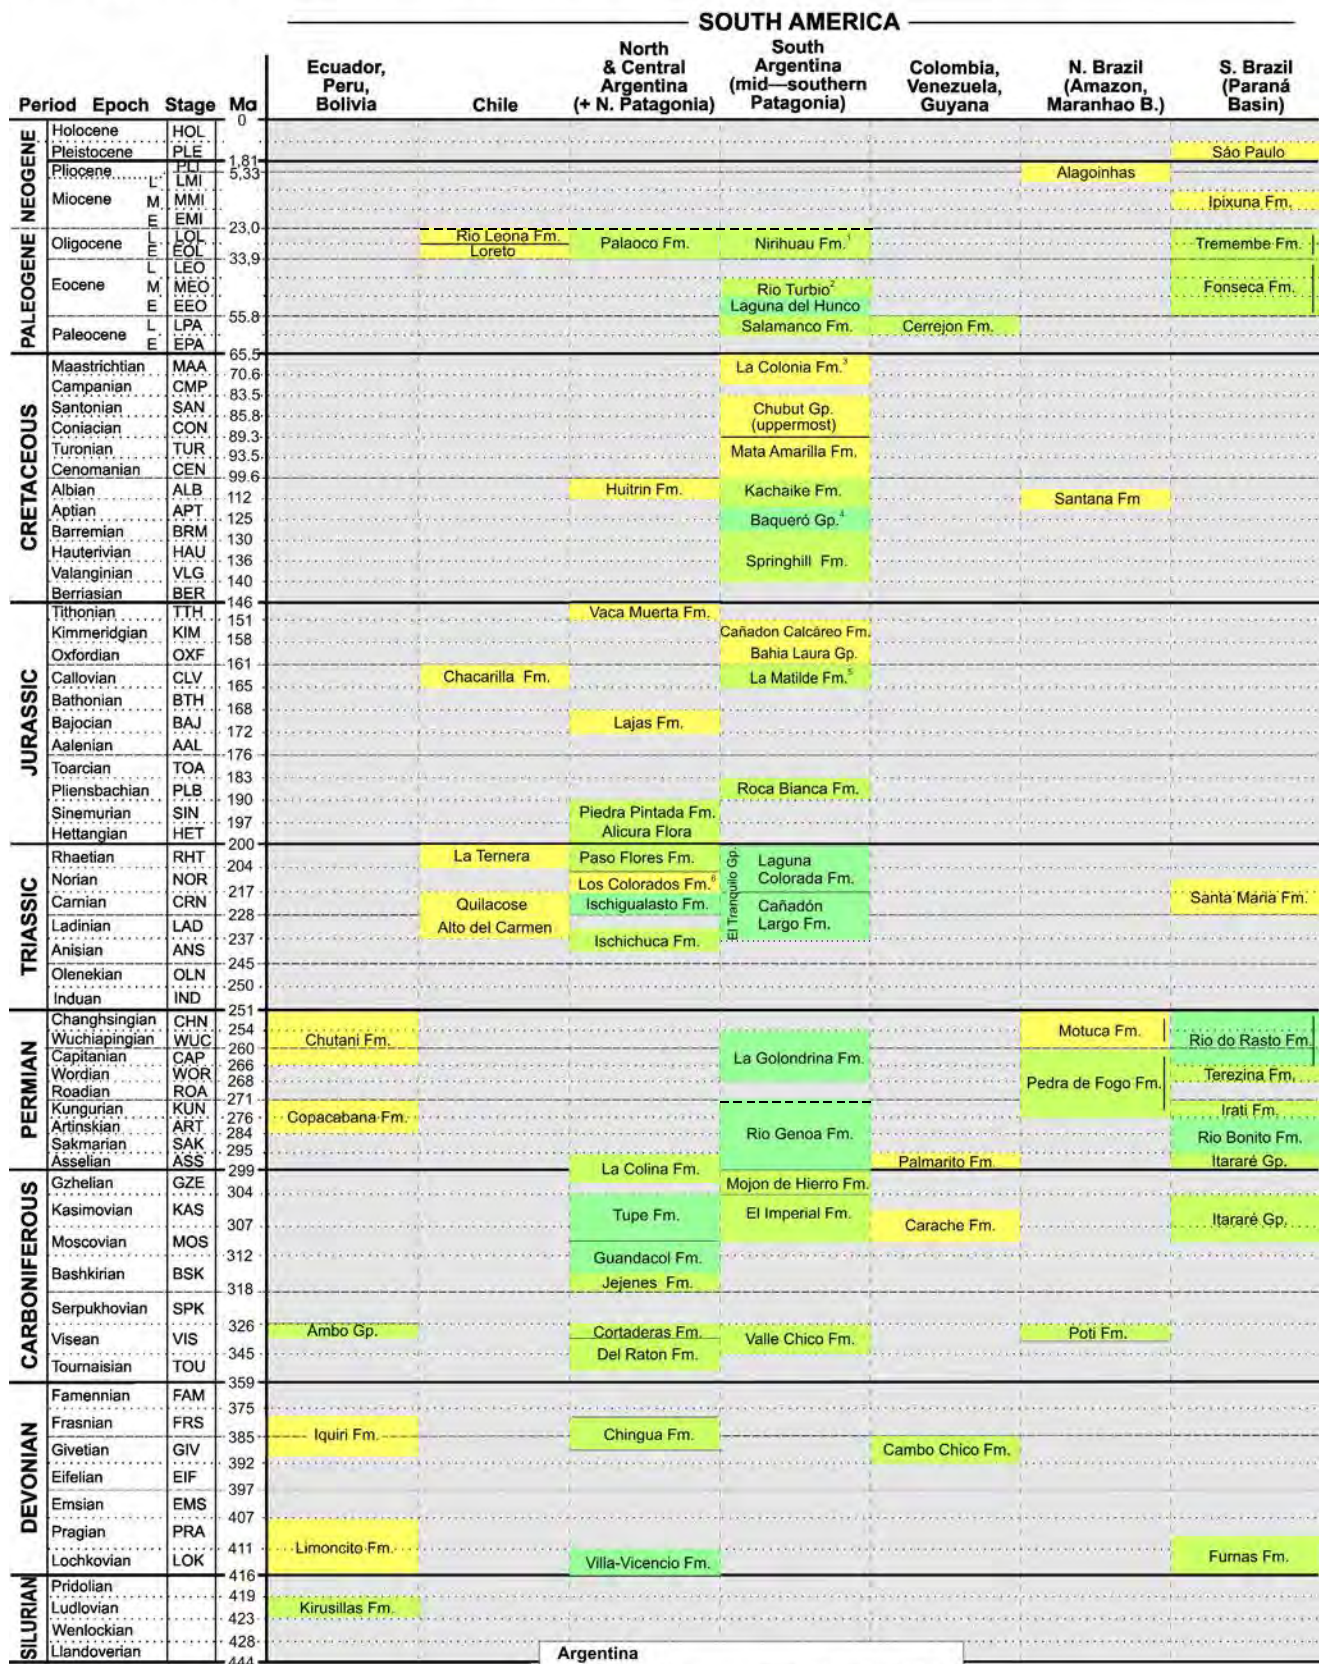 SOUTH AMERICA
Period Epoch Stage Ma
Ecuador,
Peru,
Bolivia
Chile
North
& Central
Argentina
(+ N. Patagonia)
South
Argentina
(mid—southern
Patagonia)
Colombia,
Venezuela,
Guyana
N. Brazil
(Amazon,
Maranhao B.)
S. Brazil
(Paraná
Basin)
0
NEOGENE
Holocene HOL
Pleistocene PLE São Paulo
1,81
Pliocene PLI Alagoinhas
5,33
L LMI
Miocene M MMI Ipixuna Fm.
E EMI
23.0
PALEOGENE
Oligocene L LOL Rio Leona Fm. Palaoco Fm. Nirihuau Fm.1 Tremembe Fm.
E EOL Loreto
33.9
L LEO
Eocene M MEO Rio Turbio2 Fonseca Fm.
E EEO Laguna del Hunco
55.8
L LPA Salamanco Fm. Cerrejon Fm.
Paleocene E EPA
65.5
CRETACEOUS
Maastrichtian MAA La Colonia Fm.3
70.6
Campanian CMP
83.5
Santonian SAN Chubut Gp.
85.8
Coniacian CON (uppermost)
89.3
Turonian TUR Mata Amarilla Fm.
93.5
Cenomanian CEN
99.6
Albian ALB Huitrin Fm. Kachaike Fm. Santana Fm
112
Aptian APT Baqueró Gp.4
125
Barremian BRM
130
Hauterivian HAU Springhill Fm.
136
Valanginian VLG
140
Berriasian BER
146
JURASSIC
Tithonian TTH Vaca Muerta Fm.
151
Kimmeridgian KIM Cañadon Calcáreo Fm.
158
Oxfordian OXF Bahia Laura Gp.
161
Callovian CLV Chacarilla Fm. La Matilde Fm.5
165
Bathonian BTH
168
Bajocian BAJ Lajas Fm.
172
Aalenian AAL
176
Toarcian TOA
183
Pliensbachian PLB Roca Bianca Fm.
190
Sinemurian SIN Piedra Pintada Fm.
197
Hettangian HET Alicura Flora
200
TRIASSIC
El Tranquilo Gp.
Rhaetian RHT La Ternera Paso Flores Fm. Laguna
204
Norian NOR Los Colorados Fm.6 Colorada Fm.
217
Carnian CRN Quilacose Ischigualasto Fm. Cañadón Santa Maria Fm.
228
Ladinian LAD Alto del Carmen Largo Fm.
237
Anisian ANS Ischichuca Fm.
245
Olenekian OLN
250
Induan IND
251
PERMIAN
Changhsingian CHN Motuca Fm.
254
Wuchiapingian WUC Chutani Fm. Rio do Rasto Fm.
260
Capitanian CAP La Golondrina Fm.
266
Wordian WOR Terezina Fm.
268
Roadian ROA Pedra de Fogo Fm.
271
Kungurian KUN Copacabana Fm. Irati Fm.
276
Artinskian ART Rio Genoa Fm.
284
Sakmarian SAK Rio Bonito Fm.
295
Asselian ASS La Colina Fm. Palmarito Fm. Itararé Gp.
299
CARBONIFEROUS
Gzhelian GZE Mojon de Hierro Fm.
304
Kasimovian KAS Tupe Fm. El Imperial Fm. Carache Fm. Itararé Gp.
307
Moscovian MOS
312
Bashkirian BSK Guandacol Fm.
Jejenes Fm.
318
Serpukhovian SPK
326
Visean VIS Ambo Gp. Cortaderas Fm. Valle Chico Fm. Poti Fm.
345
Tournaisian TOU Del Raton Fm.
359
DEVONIAN
Famennian FAM
375
Frasnian FRS Iquiri Fm. Chingua Fm.
385
Givetian GIV Cambo Chico Fm.
392
Eifelian EIF
397
Emsian EMS
407
Pragian PRA
411
Lochkovian LOK Limoncito Fm. Villa-Vicencio Fm. Furnas Fm.
416
SILURIAN
Pridolian
419
Ludlovian Kirusillas Fm.
423
Wenlockian
428
Llandoverian
444
Argentina